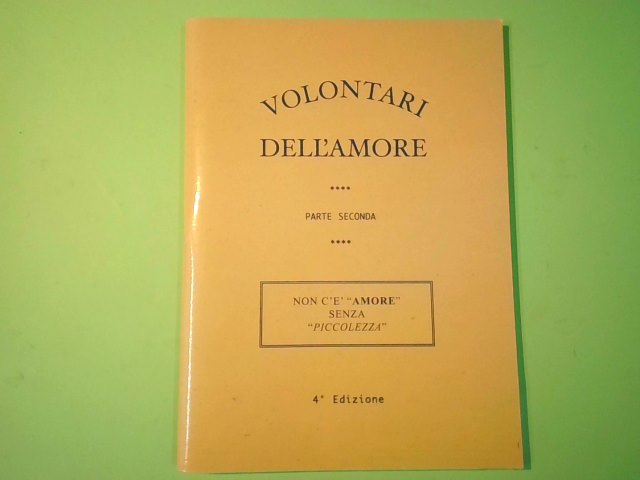 VOLONTARI
DELL'AMORE
****
PARTE SECONDA
****
NON C'E' "AMORE"
SENZA
"PICCOLEZZA"
4° Edizione